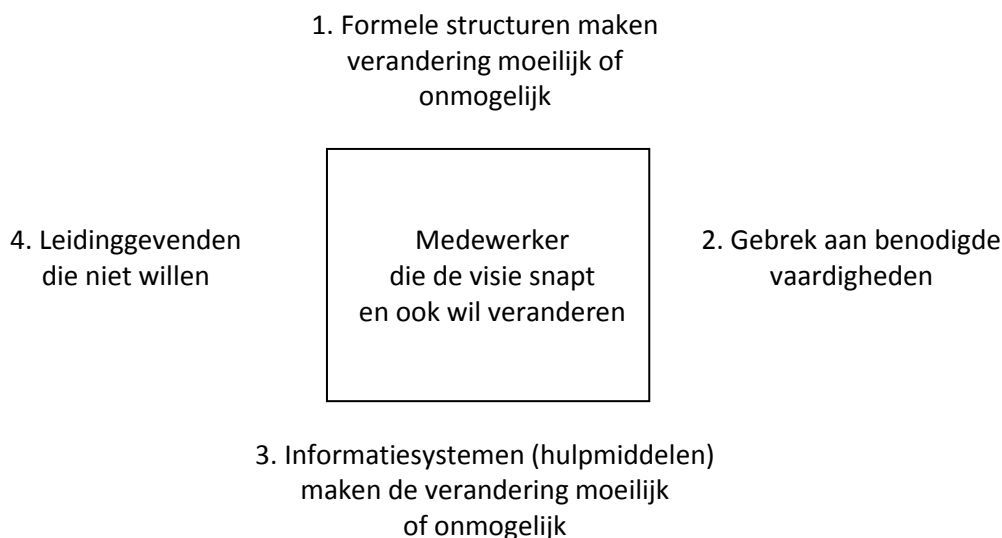 1. Formele structuren maken
verandering moeilijk of
onmogelijk
4. Leidinggevenden
die niet willen
Medewerker
die de visie snapt
en ook wil veranderen
2. Gebrek aan benodigde
vaardigheden
3. Informatiesystemen (hulpmiddelen)
maken de verandering moeilijk
of onmogelijk